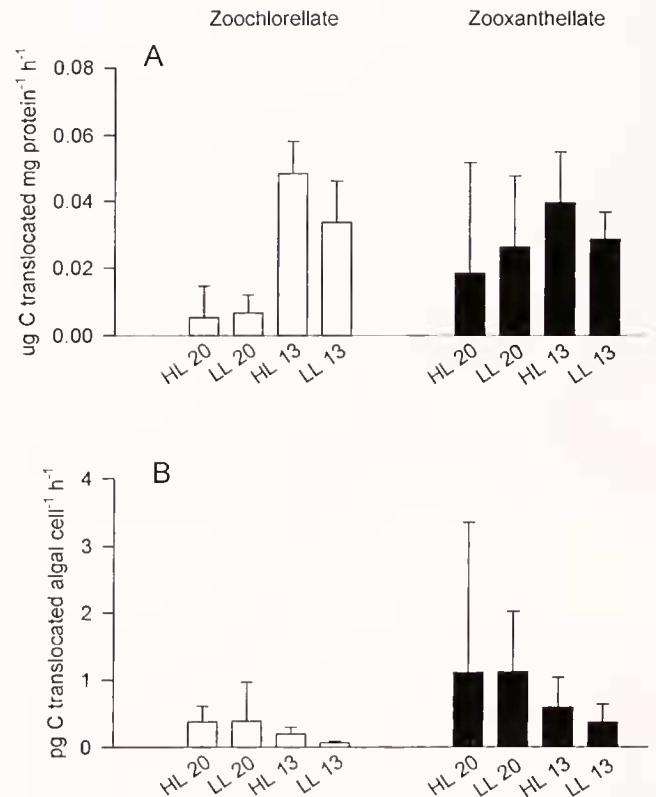 Zoochlorellate Zooxanthellate
A
ug C translocated mg protein⁻¹ h⁻¹
0.08
0.06
0.04
0.02
0.00
HL 20 LL 20 HL 13 LL 13 HL 20 LL 20 HL 13 LL 13
B
pg C translocated algal cell⁻¹ h⁻¹
4
3
2
1
0
HL 20 LL 20 HL 13 LL 13 HL 20 LL 20 HL 13 LL 13